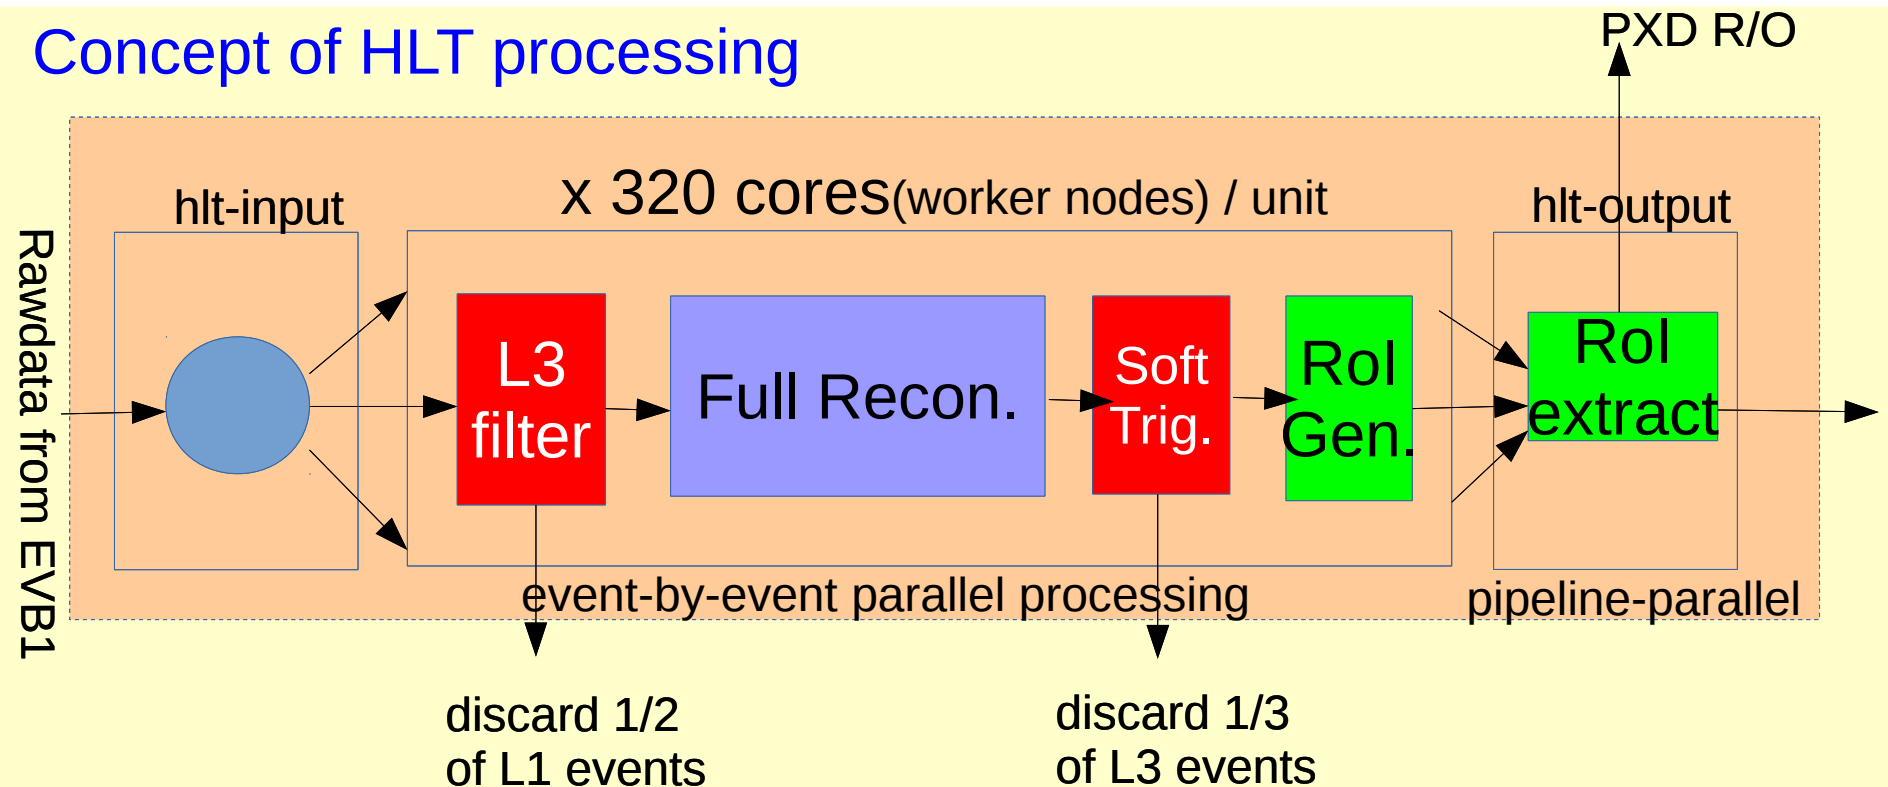 Concept of HLT processing
PXD R/O
x 320 cores(worker nodes) / unit
hlt-input
hlt-output
Rawdata from EVB1
L3
filter
Full Recon.
Soft
Trig.
RoI
Gen.
RoI
extract
event-by-event parallel processing
pipeline-parallel
discard 1/2
of L1 events
discard 1/3
of L3 events